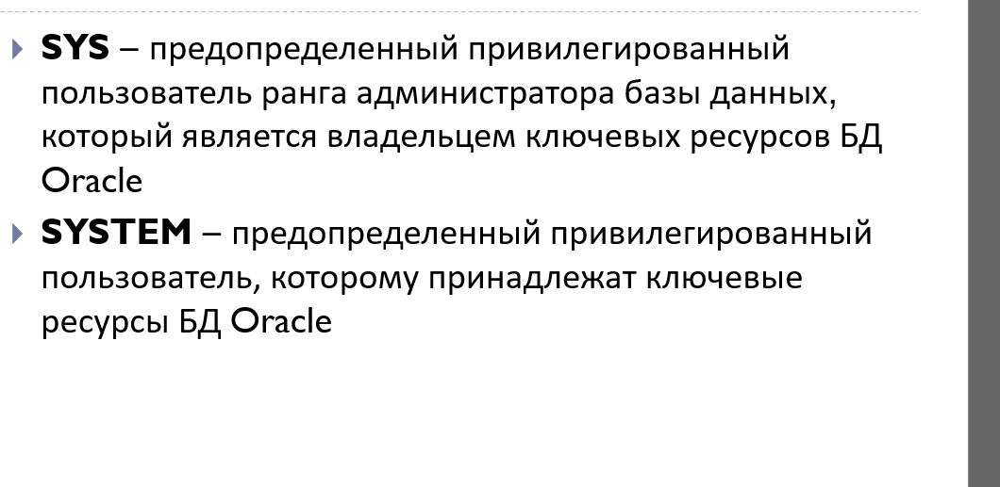 SYS – предопределенный привилегированный
пользователь ранга администратора базы данных,
который является владельцем ключевых ресурсов БД
Oracle
SYSTEM – предопределенный привилегированный
пользователь, которому принадлежат ключевые
ресурсы БД Oracle